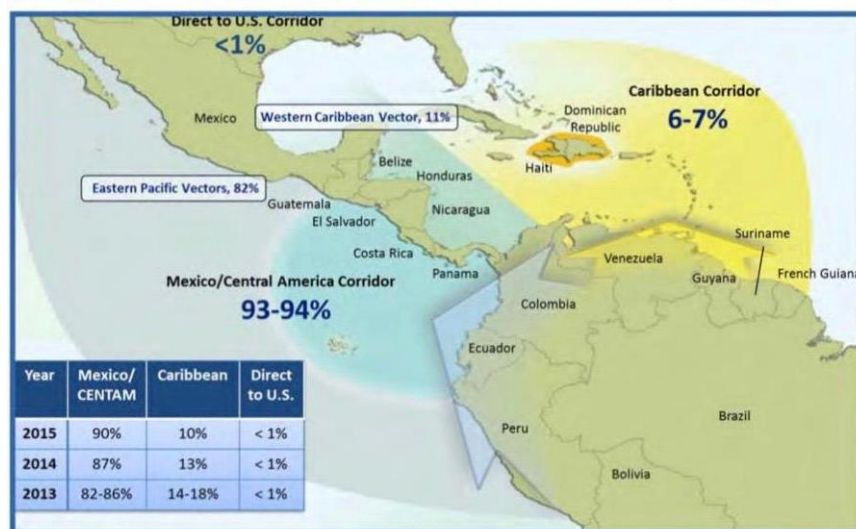 Direct to U.S. Corridor
<1%
Caribbean Corridor
6-7%
Dominican
Republic
Western Caribbean Vector, 11%
Mexico
Haiti
Belize
Honduras
Eastern Pacific Vectors, 82%
Guatemala
El Salvador
Nicaragua
Costa Rica
Panama
Suriname
Venezuela
Guyana
French Guiana
Mexico/Central America Corridor
93-94%
Colombia
Ecuador
Peru
Brazil
Bolivia
Year Mexico/ Caribbean Direct
CENTAM to U.S.
2015 90% 10% < 1%
2014 87% 13% < 1%
2013 82-86% 14-18% < 1%